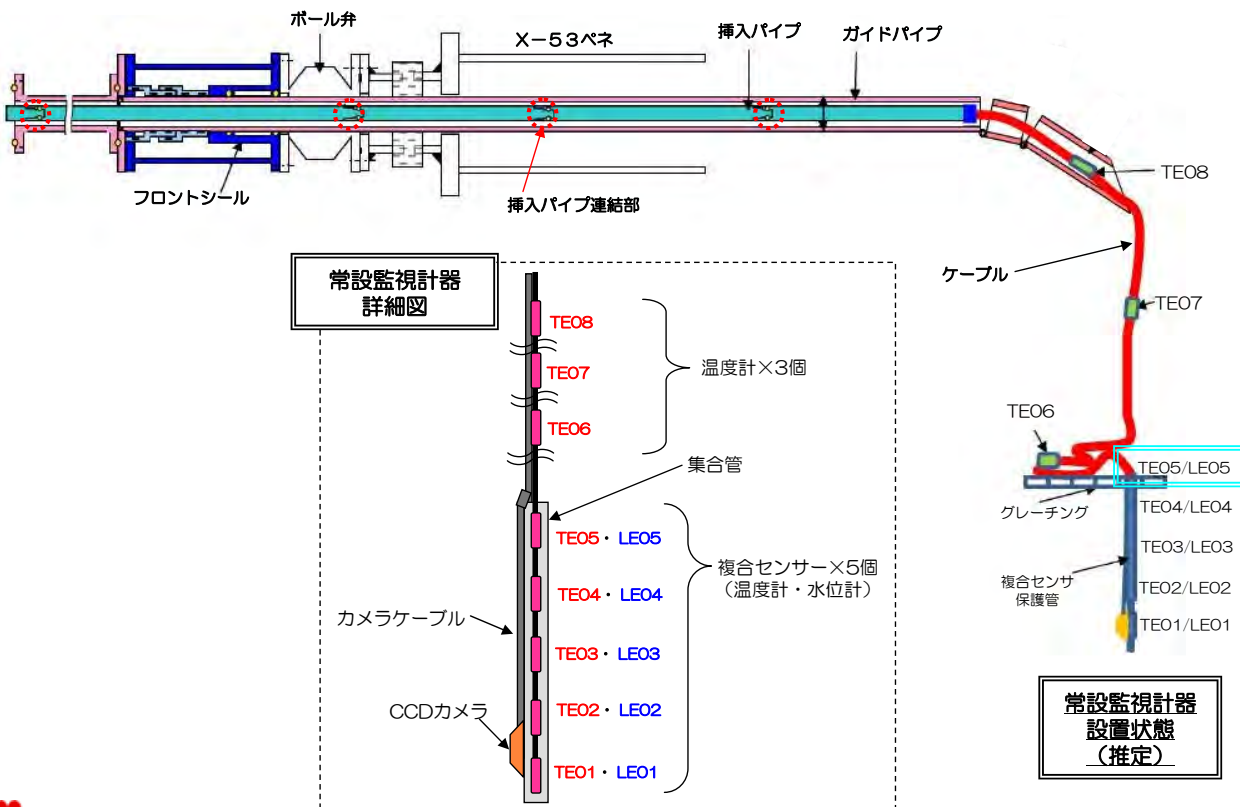 ボール弁
X-53ペネ
挿入パイプ
ガイドパイプ
フロントシール
挿入パイプ連結部
TE08
ケーブル
TE07
TE06
TE05/LE05
グレーチング
TE04/LE04
TE03/LE03
複合センサ
保護管
TE02/LE02
TE01/LE01
常設監視計器
設置状態
(推定)
常設監視計器
詳細図
TE08
TE07
温度計×3個
TE06
集合管
TE05・LE05
複合センサー×5個
(温度計・水位計)
TE04・LE04
カメラケーブル
TE03・LE03
CCDカメラ
TE02・LE02
TE01・LE01